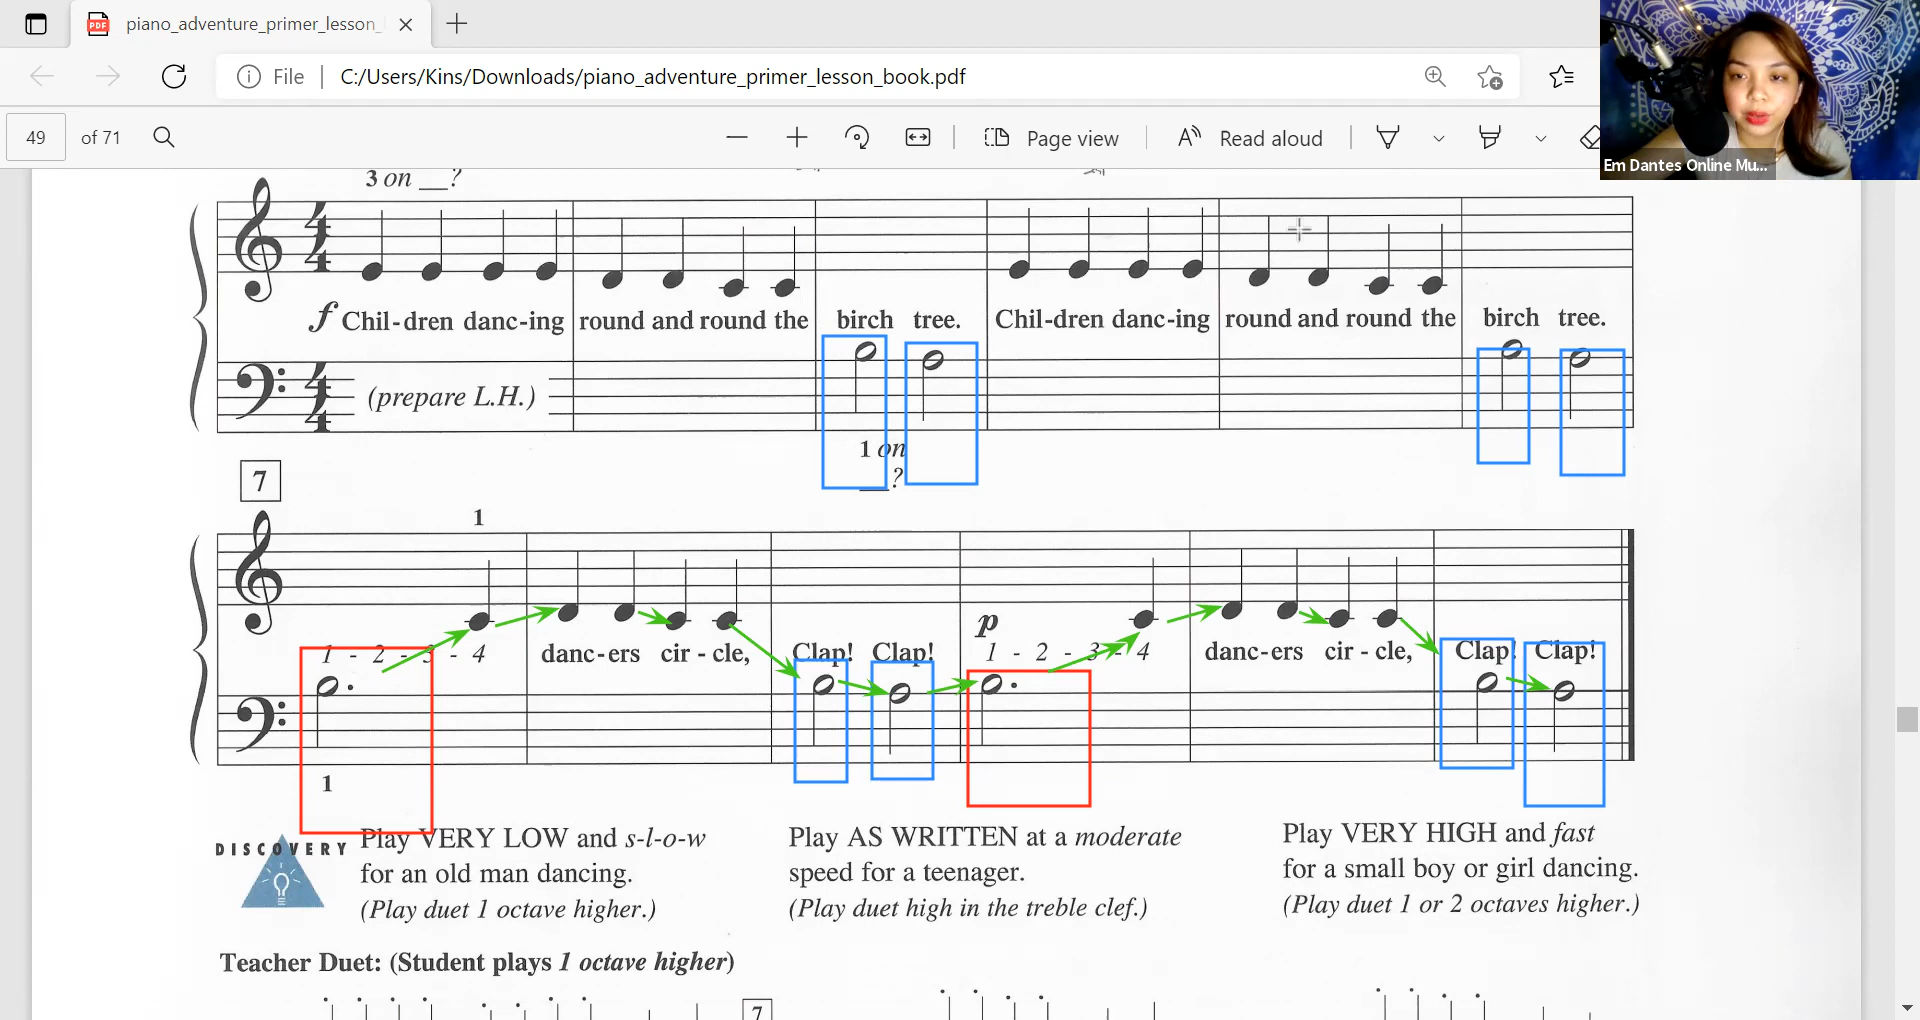 piano_adventure_primer_lesson_
File
C:/Users/Kins/Downloads/piano_adventure_primer_lesson_book.pdf
49 of 71
Page view
Read aloud
Em Dantes Online Mu...
3 on __?
4 4
f Chil-dren danc-ing round and round the birch tree. Chil-dren danc-ing round and round the birch tree.
4 4
(prepare L.H.)
1 on
__?
7
1
p
1 - 2 - 3 - 4 danc-ers cir - cle, Clap! Clap! 1 - 2 - 3 - 4 danc-ers cir - cle, Clap! Clap!
1
DISCOVERY
Play VERY LOW and s-l-o-w
for an old man dancing.
(Play duet 1 octave higher.)
Play AS WRITTEN at a moderate
speed for a teenager.
(Play duet high in the treble clef.)
Play VERY HIGH and fast
for a small boy or girl dancing.
(Play duet 1 or 2 octaves higher.)
Teacher Duet: (Student plays 1 octave higher)
7